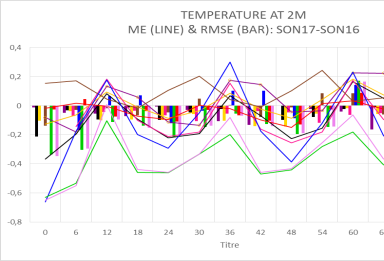 TEMPERATURE AT 2M
ME (LINE) & RMSE (BAR): SON17-SON16
0,4
0,2
0
-0,2
-0,4
-0,6
-0,8
0 6 12 18 24 30 36 42 48 54 60 6
Titre